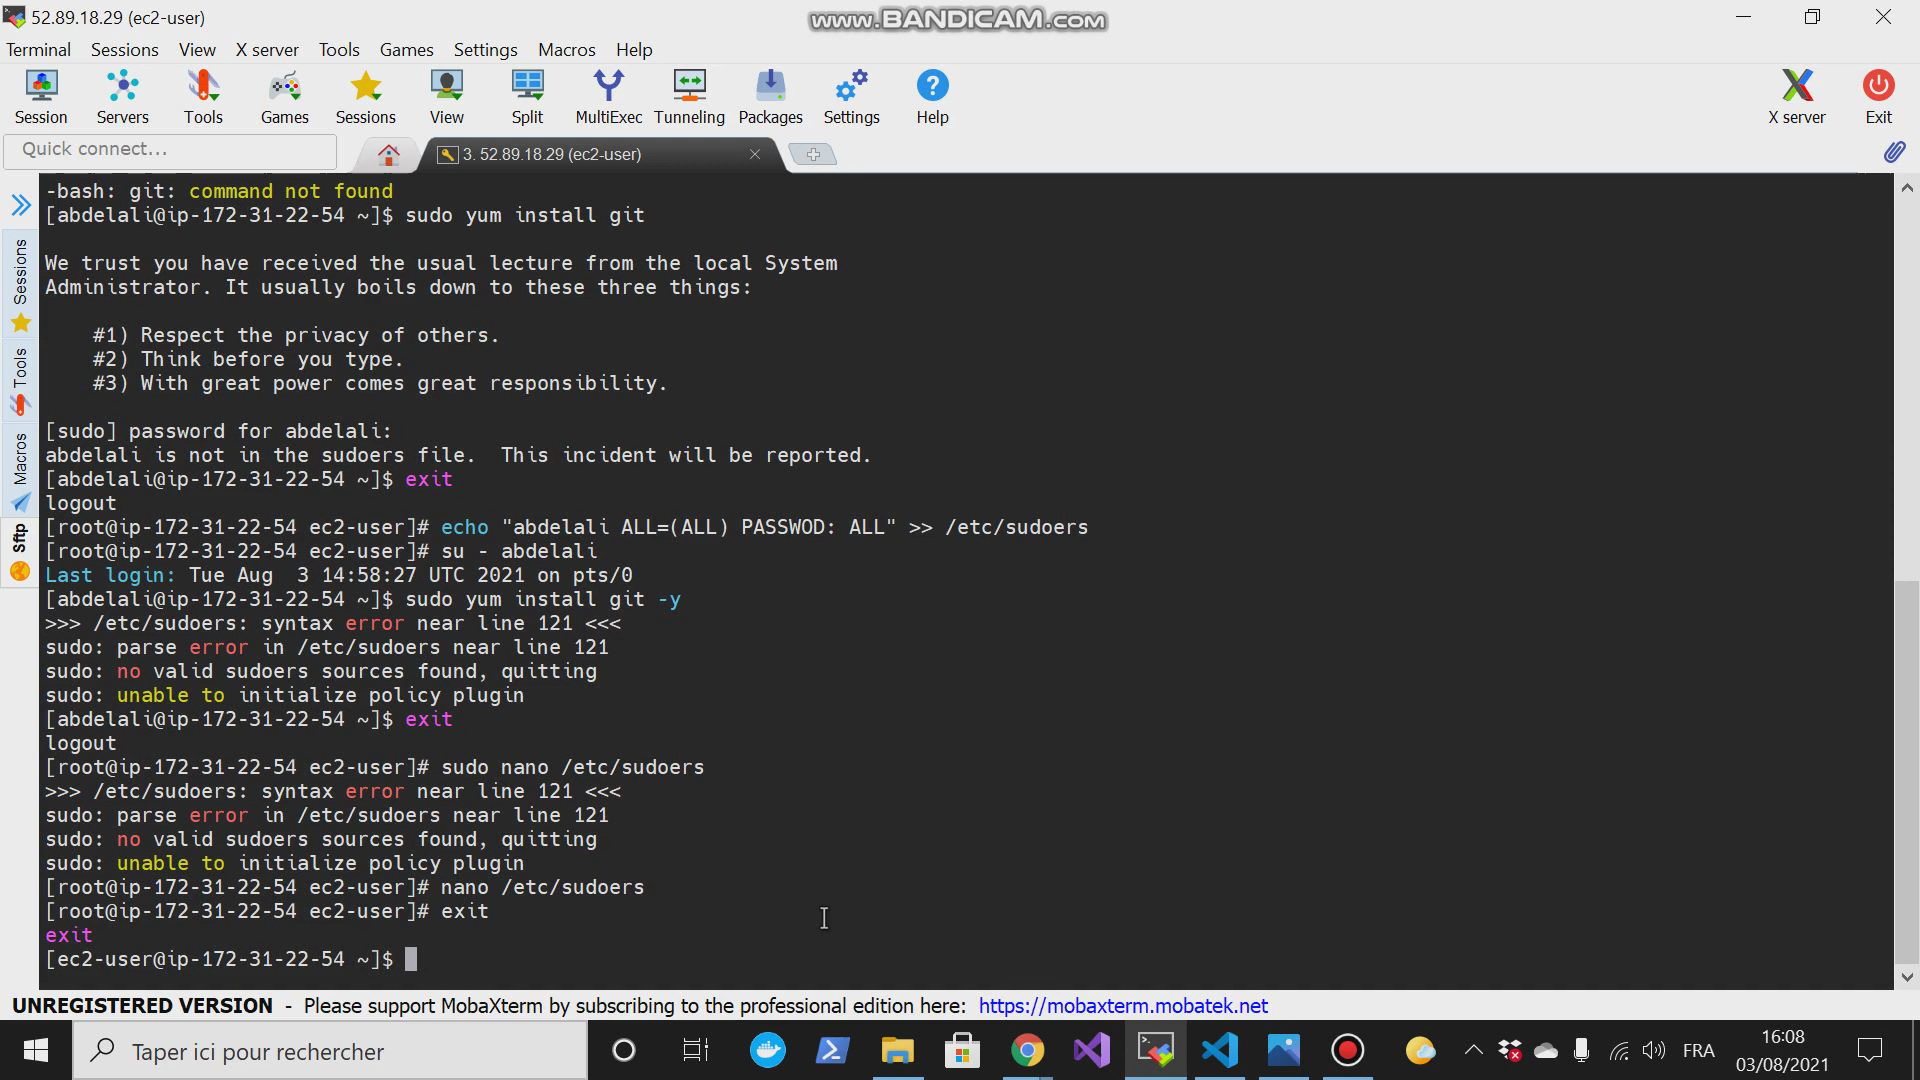 52.89.18.29 (ec2-user)
www.BANDICAM.com
Terminal Sessions View X server Tools Games Settings Macros Help
Session Servers Tools Games Sessions View Split MultiExec Tunneling Packages Settings Help X server Exit
Quick connect...
3. 52.89.18.29 (ec2-user)
Sessions
Tools
Macros
Sftp
-bash: git: command not found
[abdelali@ip-172-31-22-54 ~]$ sudo yum install git
We trust you have received the usual lecture from the local System
Administrator. It usually boils down to these three things:
#1) Respect the privacy of others.
#2) Think before you type.
#3) With great power comes great responsibility.
[sudo] password for abdelali:
abdelali is not in the sudoers file.  This incident will be reported.
[abdelali@ip-172-31-22-54 ~]$ exit
logout
[root@ip-172-31-22-54 ec2-user]# echo "abdelali ALL=(ALL) PASSWOD: ALL" >> /etc/sudoers
[root@ip-172-31-22-54 ec2-user]# su - abdelali
Last login: Tue Aug  3 14:58:27 UTC 2021 on pts/0
[abdelali@ip-172-31-22-54 ~]$ sudo yum install git -y
>>> /etc/sudoers: syntax error near line 121 <<<
sudo: parse error in /etc/sudoers near line 121
sudo: no valid sudoers sources found, quitting
sudo: unable to initialize policy plugin
[abdelali@ip-172-31-22-54 ~]$ exit
logout
[root@ip-172-31-22-54 ec2-user]# sudo nano /etc/sudoers
>>> /etc/sudoers: syntax error near line 121 <<<
sudo: parse error in /etc/sudoers near line 121
sudo: no valid sudoers sources found, quitting
sudo: unable to initialize policy plugin
[root@ip-172-31-22-54 ec2-user]# nano /etc/sudoers
[root@ip-172-31-22-54 ec2-user]# exit
exit
[ec2-user@ip-172-31-22-54 ~]$
UNREGISTERED VERSION - Please support MobaXterm by subscribing to the professional edition here: https://mobaxterm.mobatek.net
Taper ici pour rechercher
FRA
16:08
03/08/2021